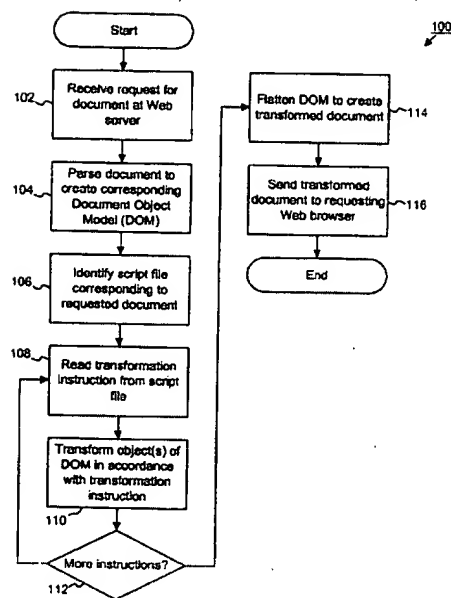 100
Start
102
Receive request for
document at Web
server
104
Parse document to
create corresponding
Document Object
Model (DOM)
106
Identify script file
corresponding to
requested document
108
Read transformation
instruction from script
file
Transform object(s) of
DOM in accordance
with transformation
instruction
110
More instructions?
112
Flatten DOM to create
transformed document
114
Send transformed
document to requesting
Web browser
116
End